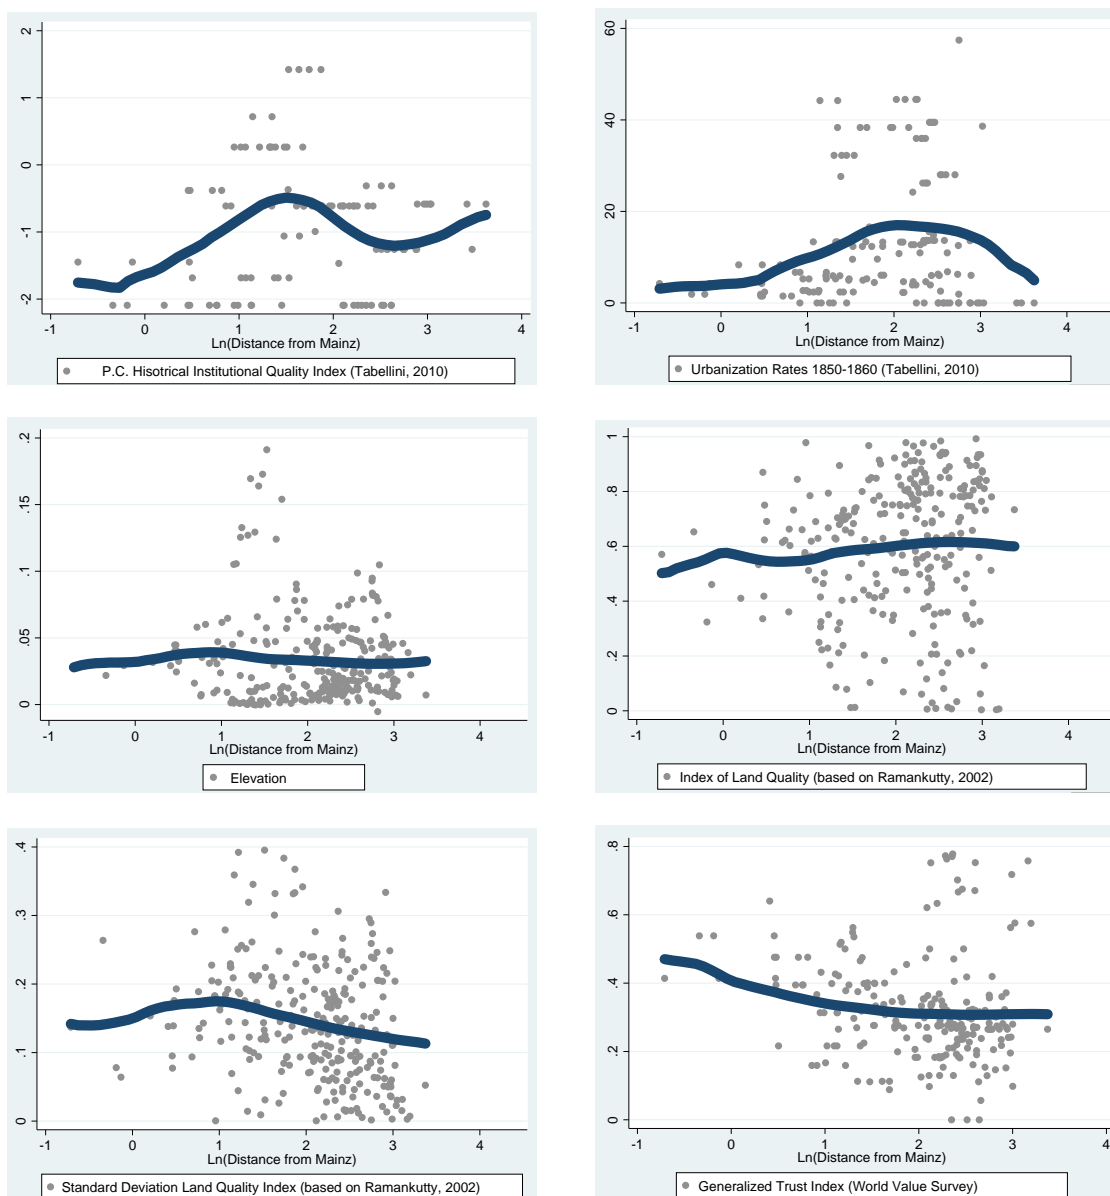 2
1
0
-1
-2
-1 0 1 2 3 4
Ln(Distance from Mainz)
P.C. Hisotrical Institutional Quality Index (Tabellini, 2010)
60
40
20
0
-1 0 1 2 3 4
Ln(Distance from Mainz)
Urbanization Rates 1850-1860 (Tabellini, 2010)
.2
.15
.1
.05
0
-1 0 1 2 3 4
Ln(Distance from Mainz)
Elevation
1
.8
.6
.4
.2
0
-1 0 1 2 3 4
Ln(Distance from Mainz)
Index of Land Quality (based on Ramankutty, 2002)
.4
.3
.2
.1
0
-1 0 1 2 3 4
Ln(Distance from Mainz)
Standard Deviation Land Quality Index (based on Ramankutty, 2002)
.8
.6
.4
.2
0
-1 0 1 2 3 4
Ln(Distance from Mainz)
Generalized Trust Index (World Value Survey)